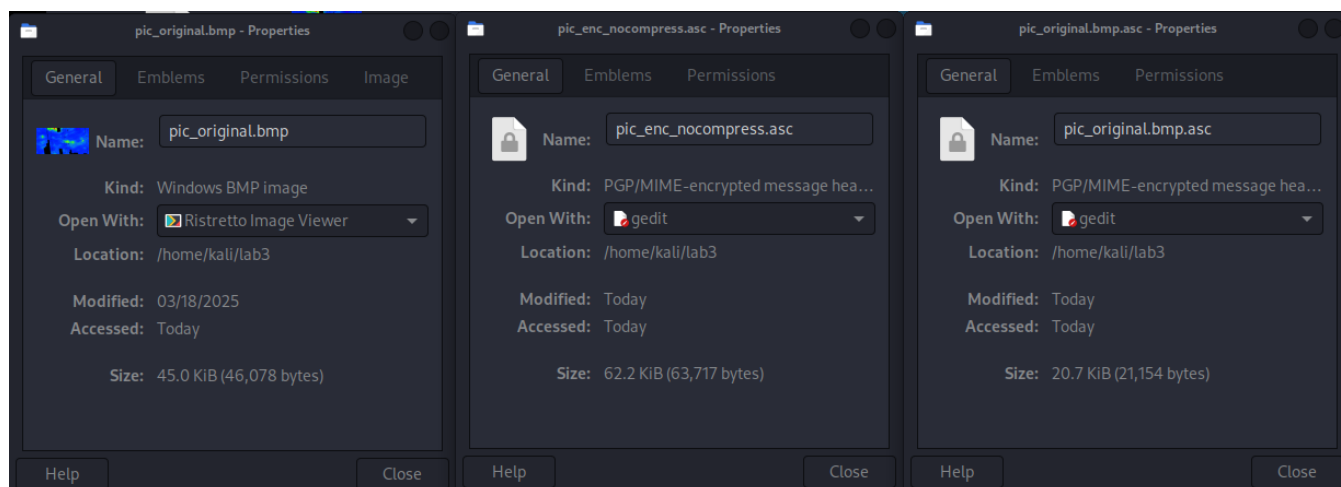 pic_original.bmp - Properties
General Emblems Permissions Image
Name: pic_original.bmp
Kind: Windows BMP image
Open With: Ristretto Image Viewer
Location: /home/kali/lab3
Modified: 03/18/2025
Accessed: Today
Size: 45.0 KiB (46,078 bytes)
Help Close
pic_enc_nocompress.asc - Properties
General Emblems Permissions
Name: pic_enc_nocompress.asc
Kind: PGP/MIME-encrypted message hea...
Open With: gedit
Location: /home/kali/lab3
Modified: Today
Accessed: Today
Size: 62.2 KiB (63,717 bytes)
Help Close
pic_original.bmp.asc - Properties
General Emblems Permissions
Name: pic_original.bmp.asc
Kind: PGP/MIME-encrypted message hea...
Open With: gedit
Location: /home/kali/lab3
Modified: Today
Accessed: Today
Size: 20.7 KiB (21,154 bytes)
Help Close